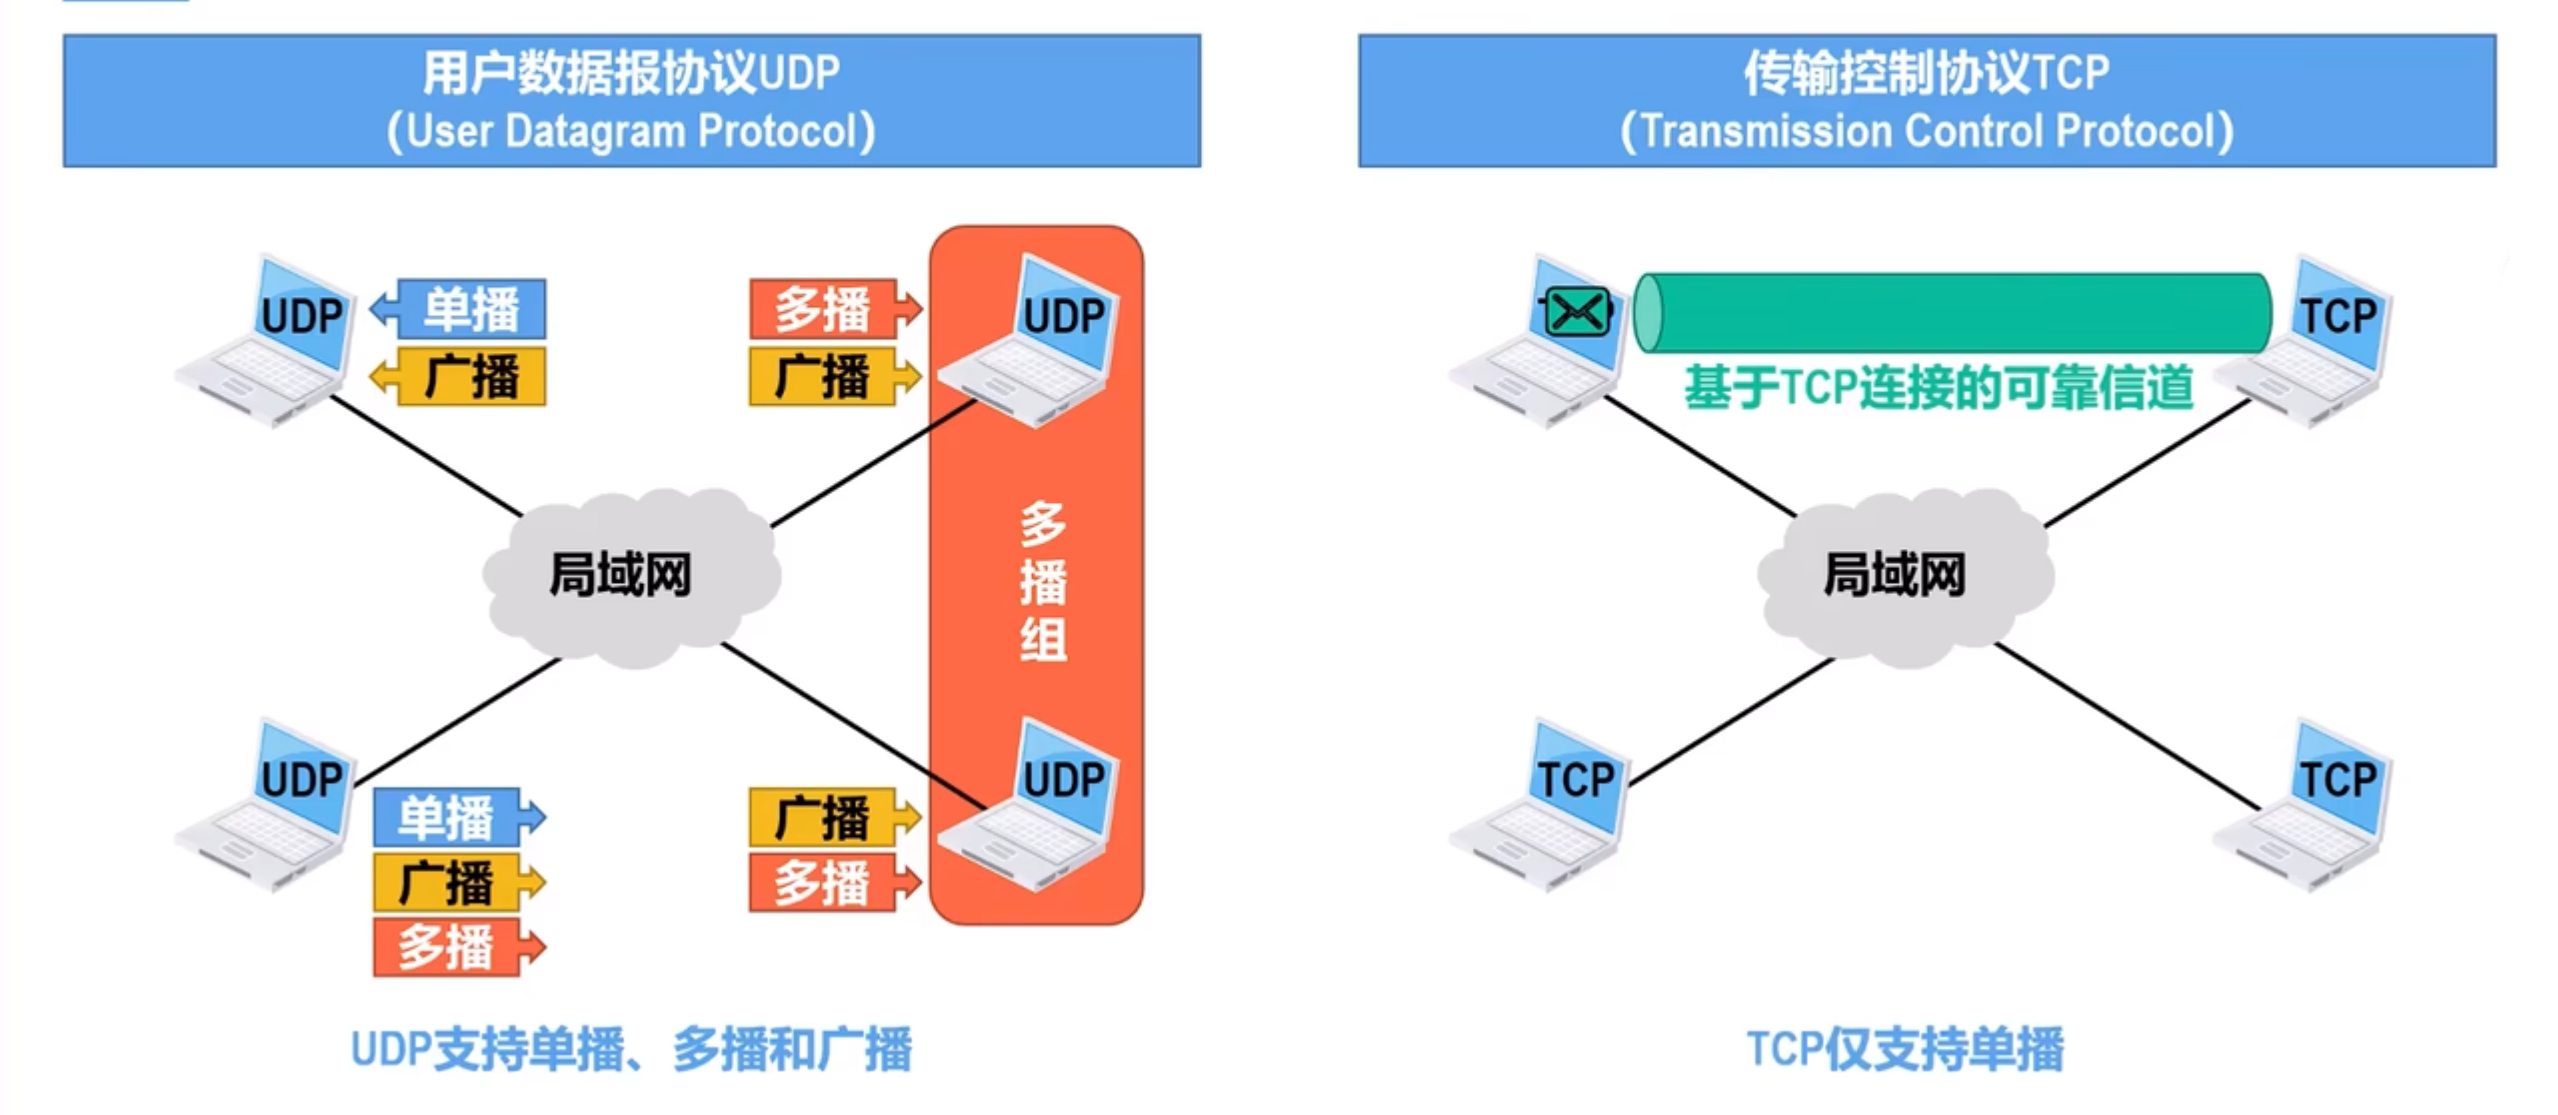 用户数据报协议UDP
(User Datagram Protocol)
UDP
单播
广播
多播
广播
UDP
多播组
局域网
UDP
单播
广播
多播
广播
多播
UDP
UDP支持单播、多播和广播
传输控制协议TCP
(Transmission Control Protocol)
TCP
基于TCP连接的可靠信道
局域网
TCP
TCP
TCP仅支持单播